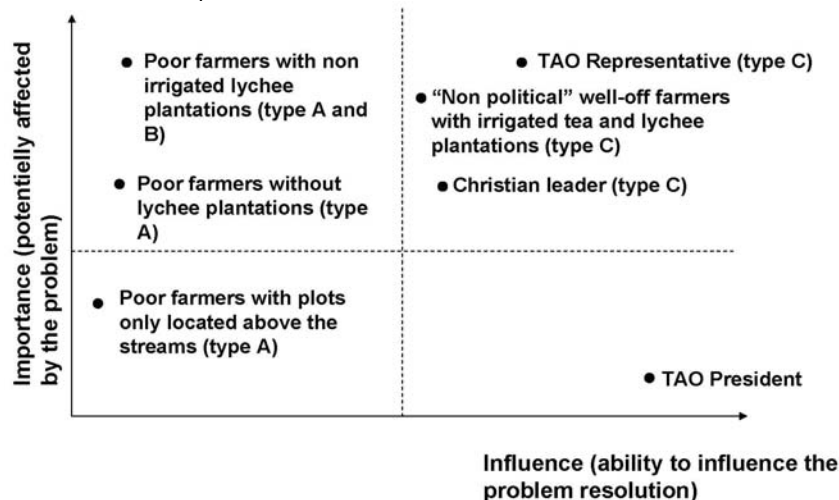 Importance (potentially affected
by the problem)
Poor farmers with non
irrigated lychee
plantations (type A and
B)
TAO Representative (type C)
“Non political” well-off farmers
with irrigated tea and lychee
plantations (type C)
Poor farmers without
lychee plantations (type
A)
Christian leader (type C)
Poor farmers with plots
only located above the
streams (type A)
TAO President
Influence (ability to influence the
problem resolution)